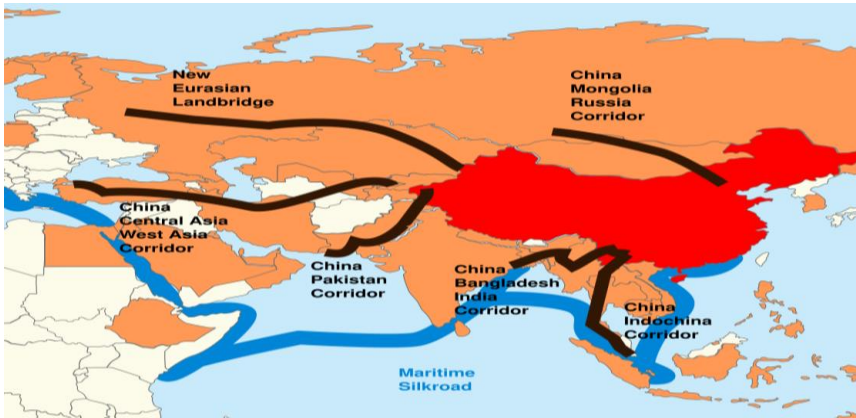 New
Eurasian
Landbridge
China
Mongolia
Russia
Corridor
China
Central Asia
West Asia
Corridor
China
Pakistan
Corridor
China
Bangladesh
India
Corridor
China
Indochina
Corridor
Maritime
Silkroad